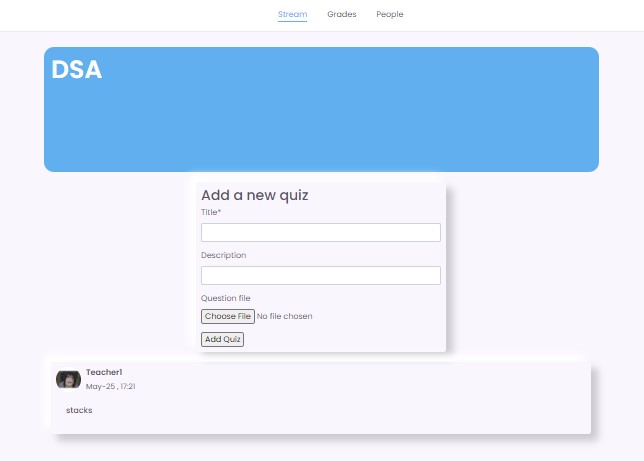 Stream Grades People
DSA
Add a new quiz
Title*
Description
Question file
Choose File No file chosen
Add Quiz
Teacher1
May-25 , 17:21
stacks